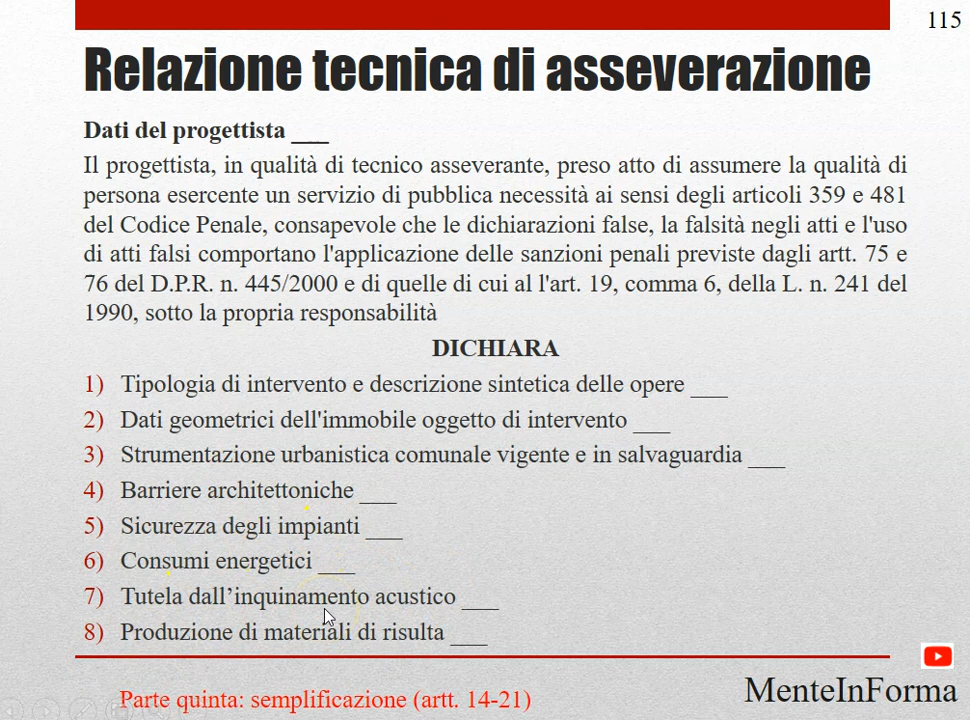 115
Relazione tecnica di asseverazione
Dati del progettista ___
Il progettista, in qualità di tecnico asseverante, preso atto di assumere la qualità di
persona esercente un servizio di pubblica necessità ai sensi degli articoli 359 e 481
del Codice Penale, consapevole che le dichiarazioni false, la falsità negli atti e l'uso
di atti falsi comportano l'applicazione delle sanzioni penali previste dagli artt. 75 e
76 del D.P.R. n. 445/2000 e di quelle di cui al l'art. 19, comma 6, della L. n. 241 del
1990, sotto la propria responsabilità
DICHIARA
1) Tipologia di intervento e descrizione sintetica delle opere ___
2) Dati geometrici dell'immobile oggetto di intervento ___
3) Strumentazione urbanistica comunale vigente e in salvaguardia ___
4) Barriere architettoniche ___
5) Sicurezza degli impianti ___
6) Consumi energetici ___
7) Tutela dall’inquinamento acustico ___
8) Produzione di materiali di risulta ___
Parte quinta: semplificazione (artt. 14-21)
MenteInForma